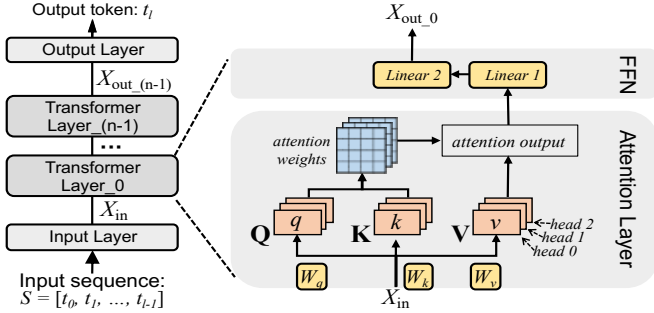 Output token: t_l
Output Layer
X_out_(n-1)
Transformer
Layer_(n-1)
...
Transformer
Layer_0
X_in
Input Layer
Input sequence:
S = [t_0, t_1, ..., t_{l-1}]
X_out_0
Linear 2
Linear 1
FFN
attention
weights
attention output
Attention Layer
Q
q
K
k
V
v
head 2
head 1
head 0
W_q
W_k
W_v
X_in